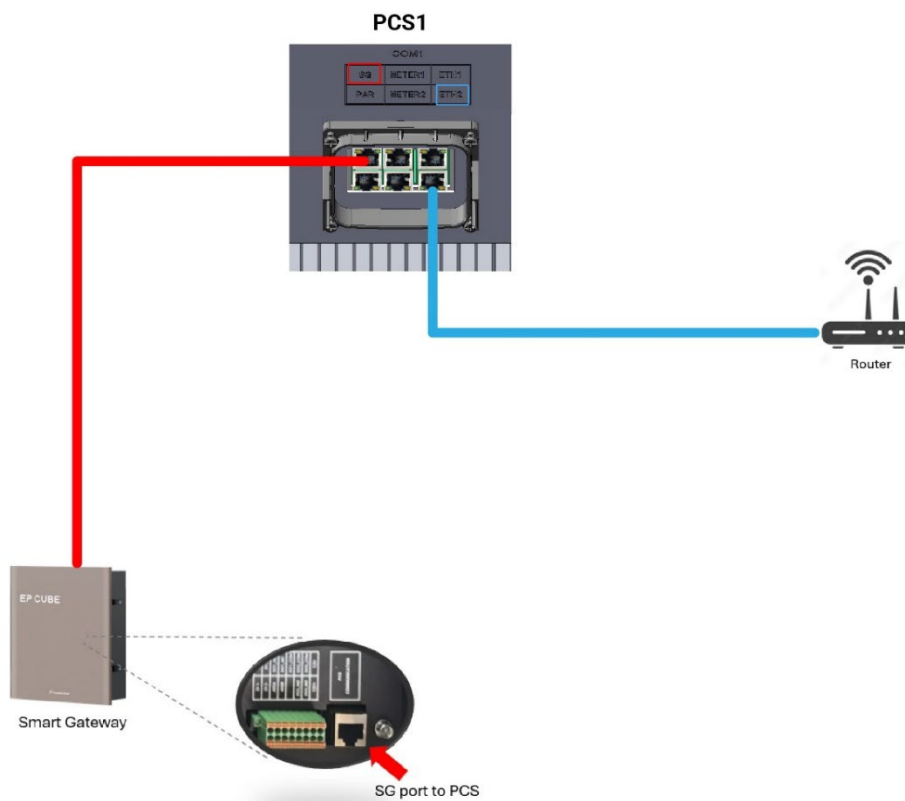 PCS1
COM1
SG METER1 ETH1
PAR METER2 ETH2
Router
EP CUBE
Smart Gateway
SG port to PCS